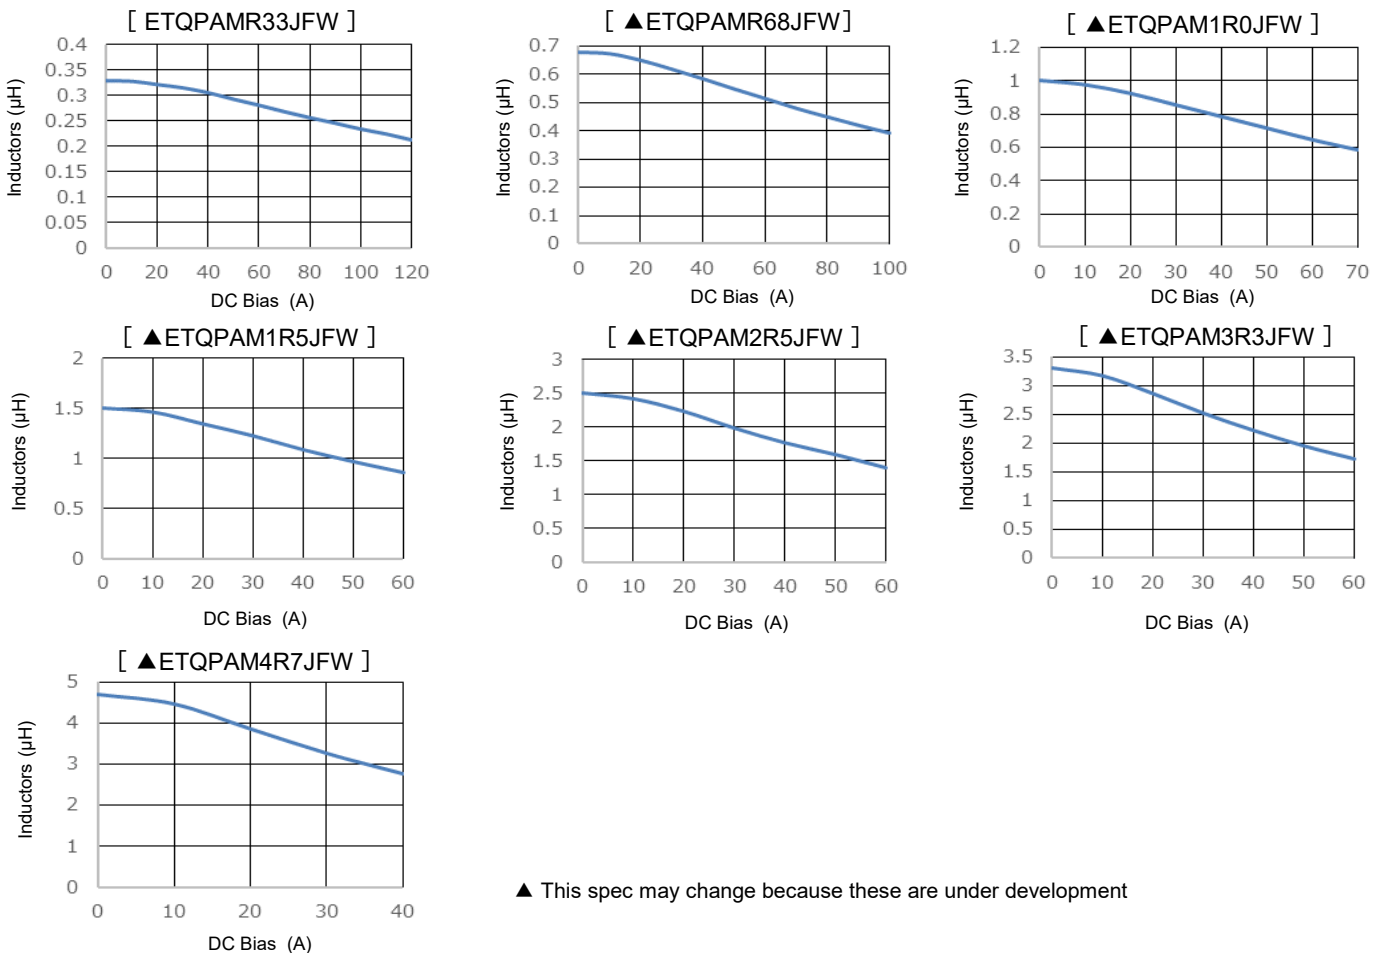 [ ETQPAMR33JFW ]
Inductors (μH)
0.4
0.35
0.3
0.25
0.2
0.15
0.1
0.05
0
0 20 40 60 80 100 120
DC Bias (A)
[ ▲ETQPAMR68JFW]
Inductors (μH)
0.7
0.6
0.5
0.4
0.3
0.2
0.1
0
0 20 40 60 80 100
DC Bias (A)
[ ▲ETQPAM1R0JFW ]
Inductors (μH)
1.2
1
0.8
0.6
0.4
0.2
0
0 10 20 30 40 50 60 70
DC Bias (A)
[ ▲ETQPAM1R5JFW ]
Inductors (μH)
2
1.5
1
0.5
0
0 10 20 30 40 50 60
DC Bias (A)
[ ▲ETQPAM2R5JFW ]
Inductors (μH)
3
2.5
2
1.5
1
0.5
0
0 10 20 30 40 50 60
DC Bias (A)
[ ▲ETQPAM3R3JFW ]
Inductors (μH)
3.5
3
2.5
2
1.5
1
0.5
0
0 10 20 30 40 50 60
DC Bias (A)
[ ▲ETQPAM4R7JFW ]
Inductors (μH)
5
4
3
2
1
0
0 10 20 30 40
DC Bias (A)
▲ This spec may change because these are under development